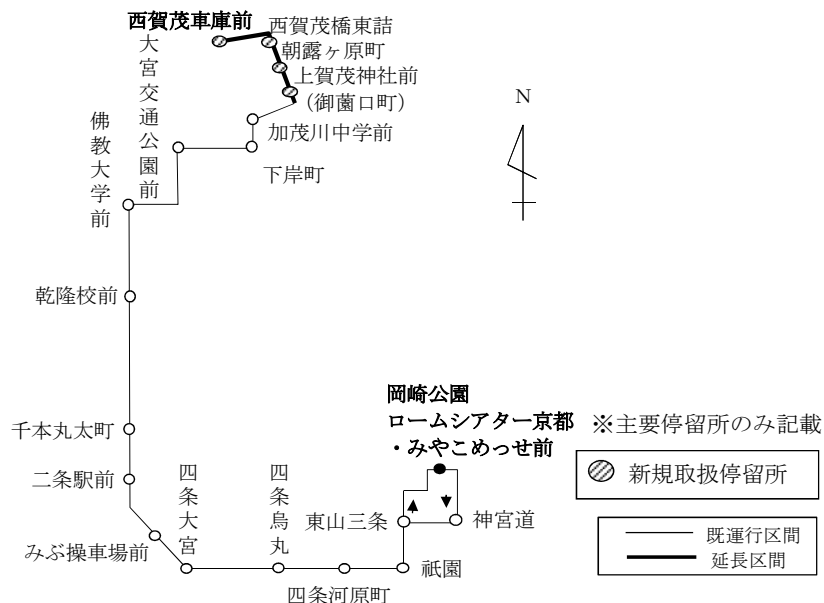 西賀茂車庫前
西賀茂橋東詰
朝露ヶ原町
上賀茂神社前
（御薗口町）
加茂川中学前
下岸町
大宮交通公園前
佛教大学前
乾隆校前
千本丸太町
二条駅前
みぶ操車場前
四条大宮
四条烏丸
四条河原町
祇園
東山三条
神宮道
岡崎公園
ロームシアター京都
・みやこめっせ前
N
※主要停留所のみ記載
新規取扱停留所
既運行区間
延長区間